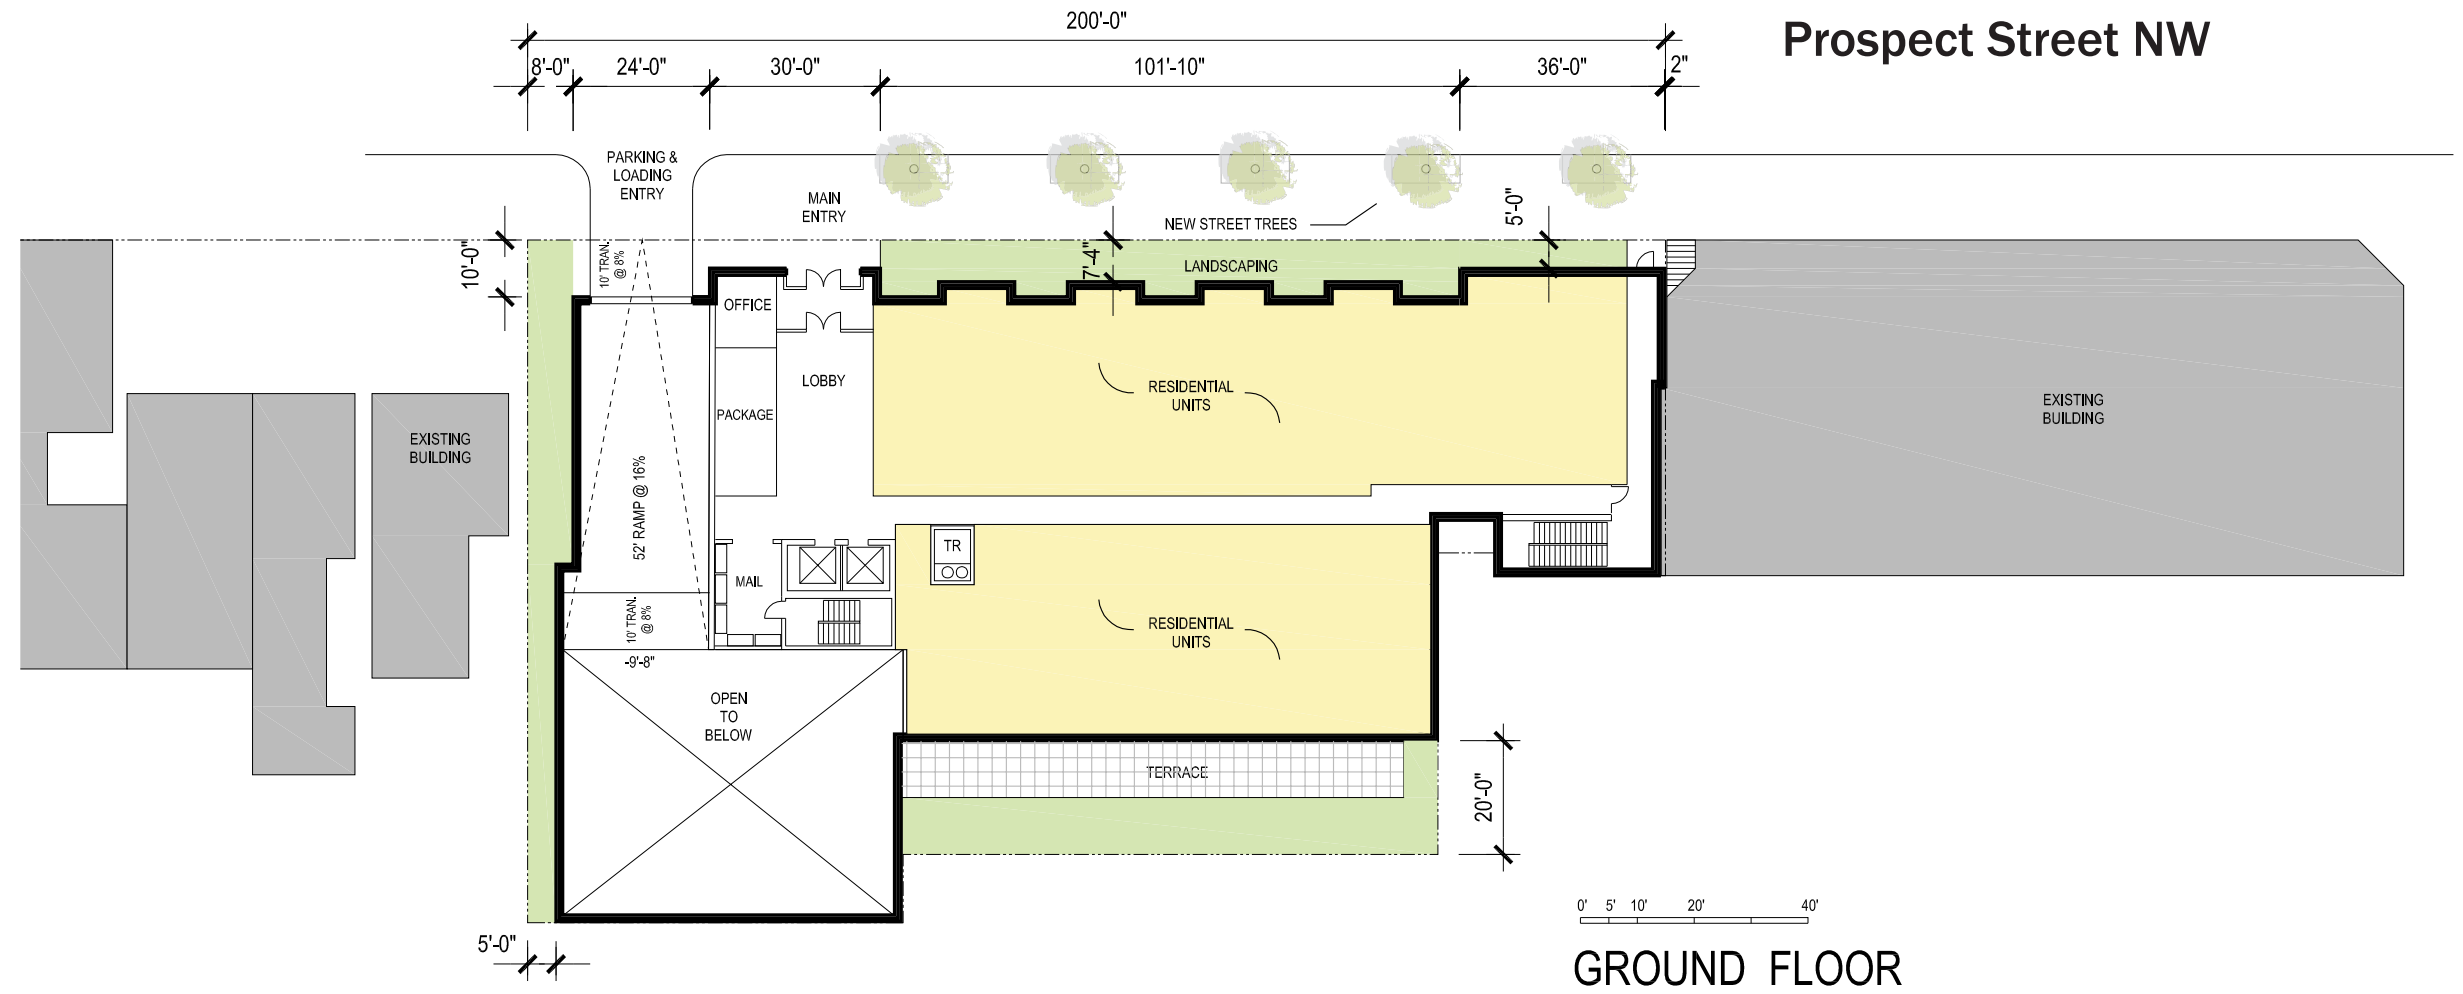 200'-0"
Prospect Street NW
8'-0"
24'-0"
30'-0"
101'-10"
36'-0"
2"
PARKING &
LOADING
ENTRY
MAIN
ENTRY
NEW STREET TREES
5'-0"
10'-0"
10' TRAN.
@ 8%
7'-4"
LANDSCAPING
OFFICE
LOBBY
PACKAGE
RESIDENTIAL
UNITS
EXISTING
BUILDING
EXISTING
BUILDING
52' RAMP @ 16%
TR
MAIL
10' TRAN.
@ 8%
RESIDENTIAL
UNITS
-9'-8"
OPEN
TO
BELOW
TERRACE
20'-0"
0' 5' 10' 20' 40'
5'-0"
GROUND FLOOR